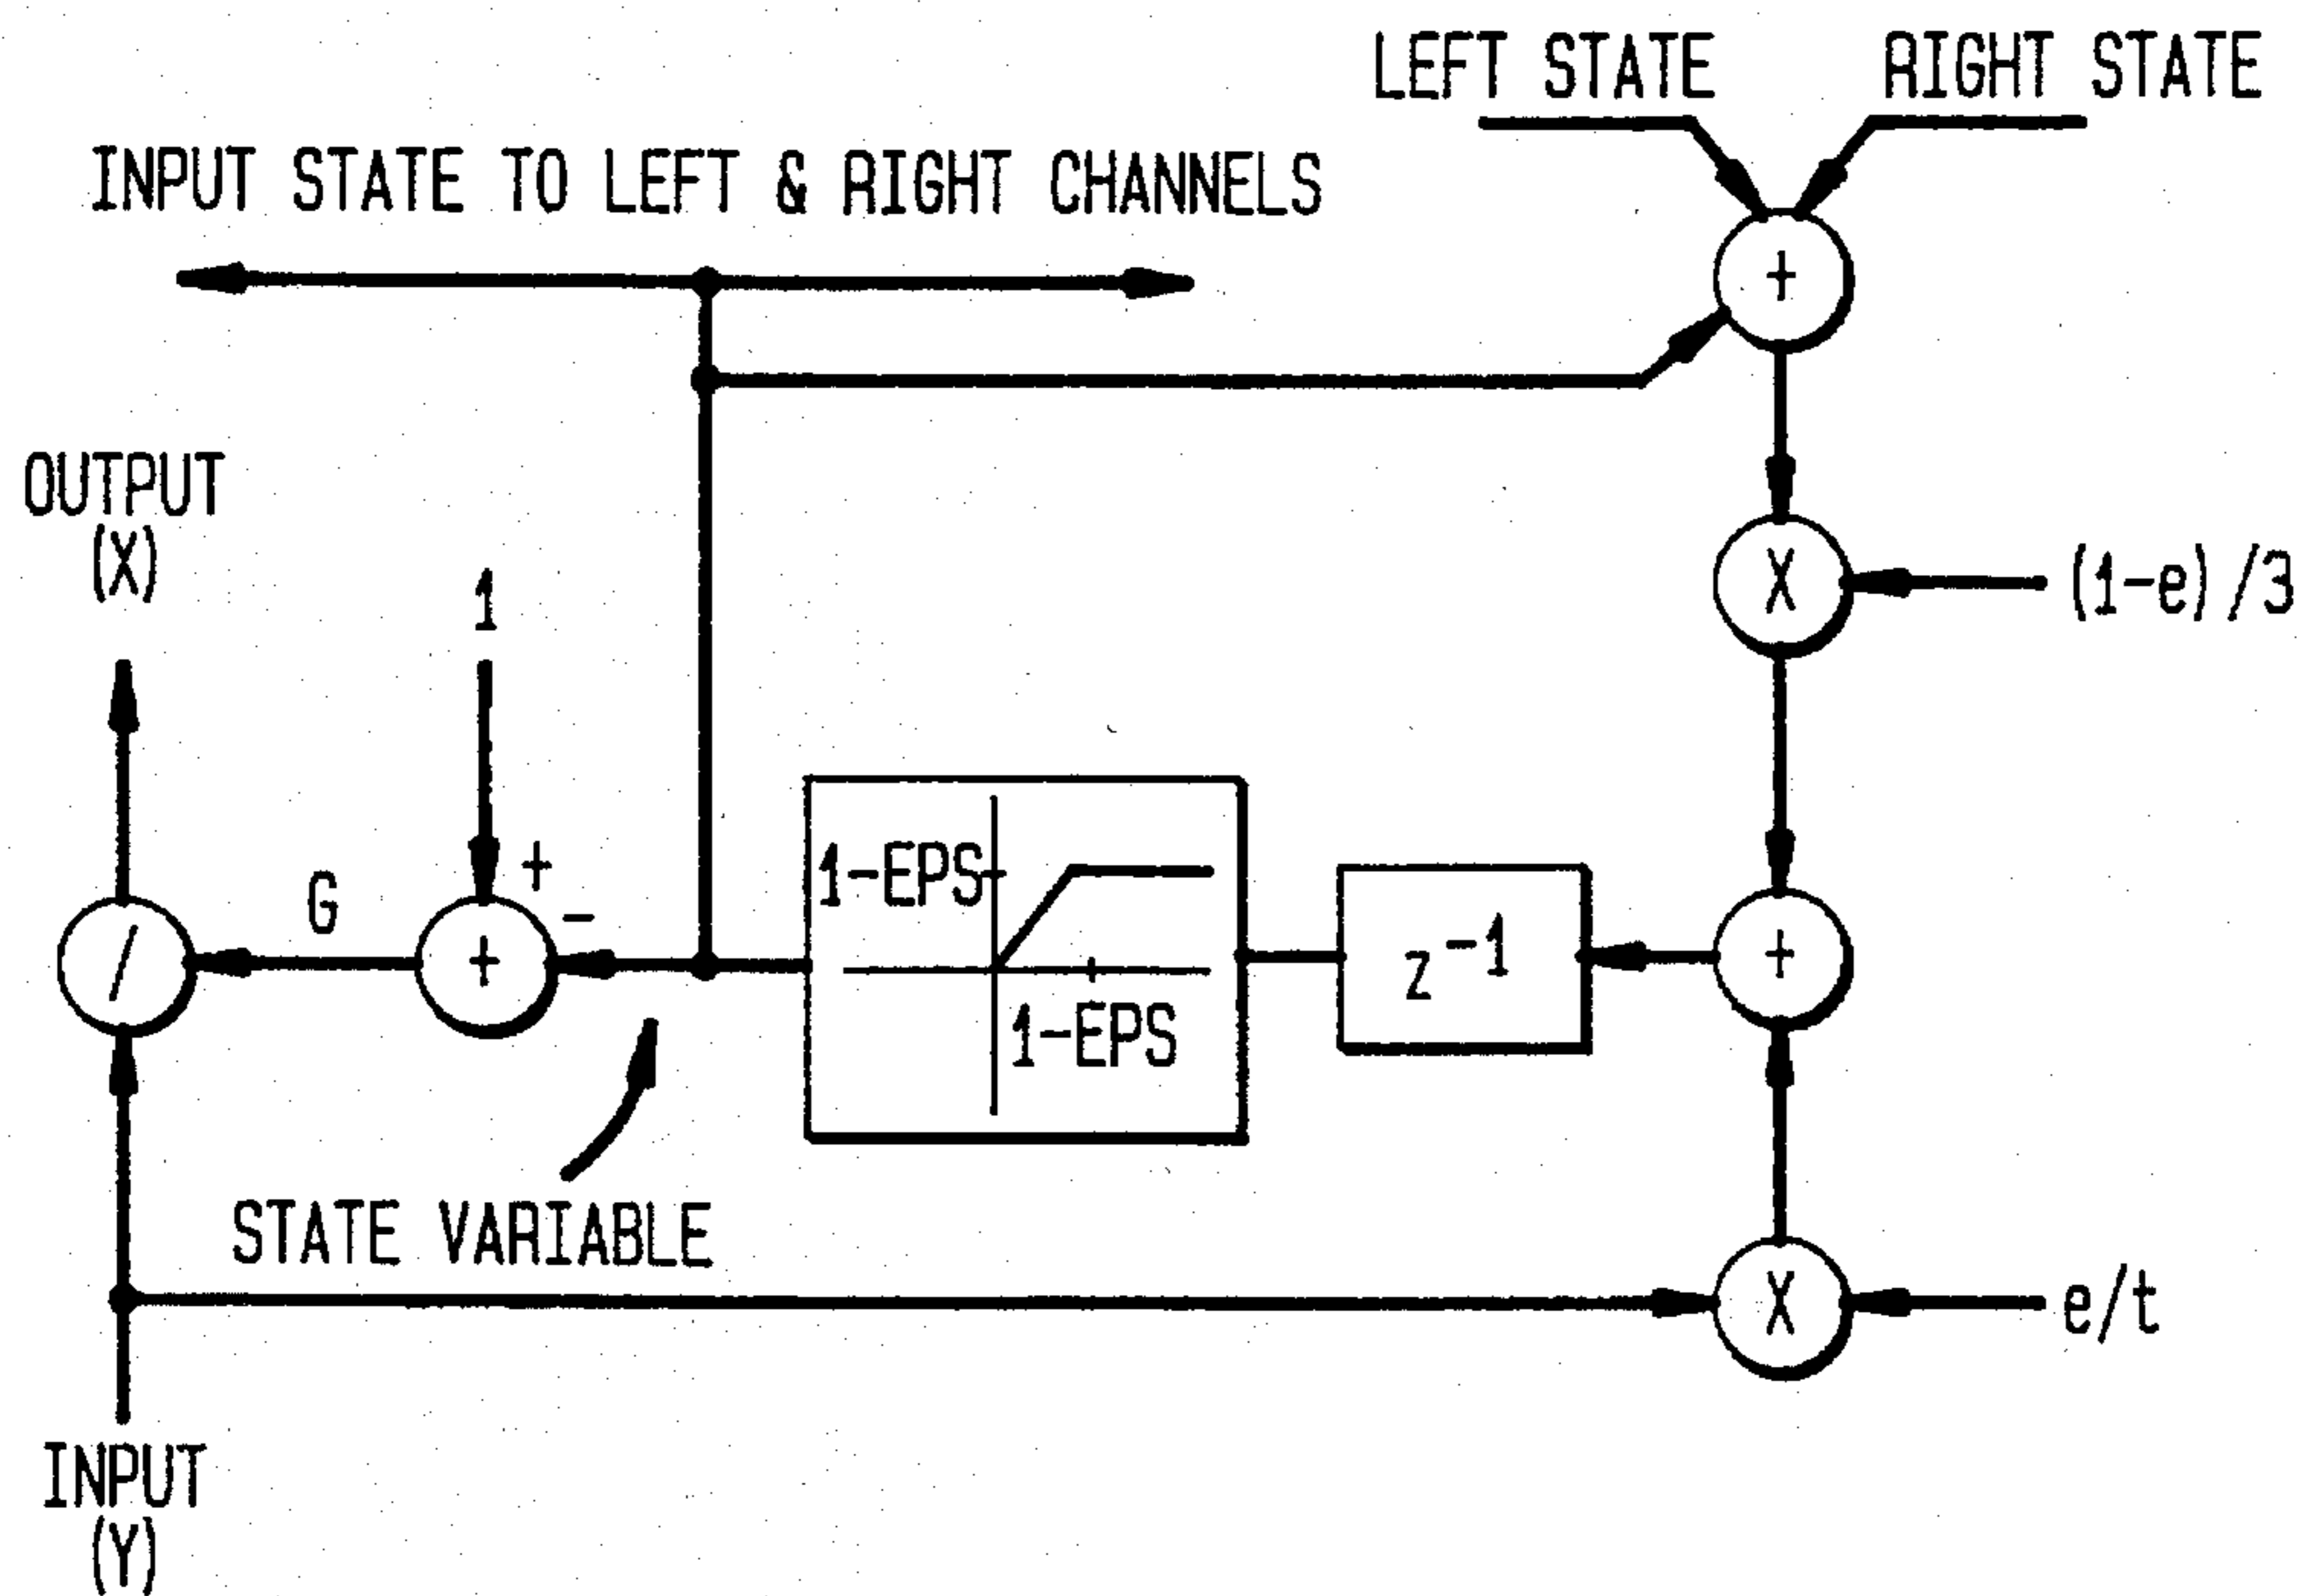 LEFT STATE
RIGHT STATE
INPUT STATE TO LEFT & RIGHT CHANNELS
+
OUTPUT
(X)
1
X
(1-e)/3
+
G
-
/
+
1-EPS
1-EPS
z⁻¹
+
STATE VARIABLE
X
e/t
INPUT
(Y)